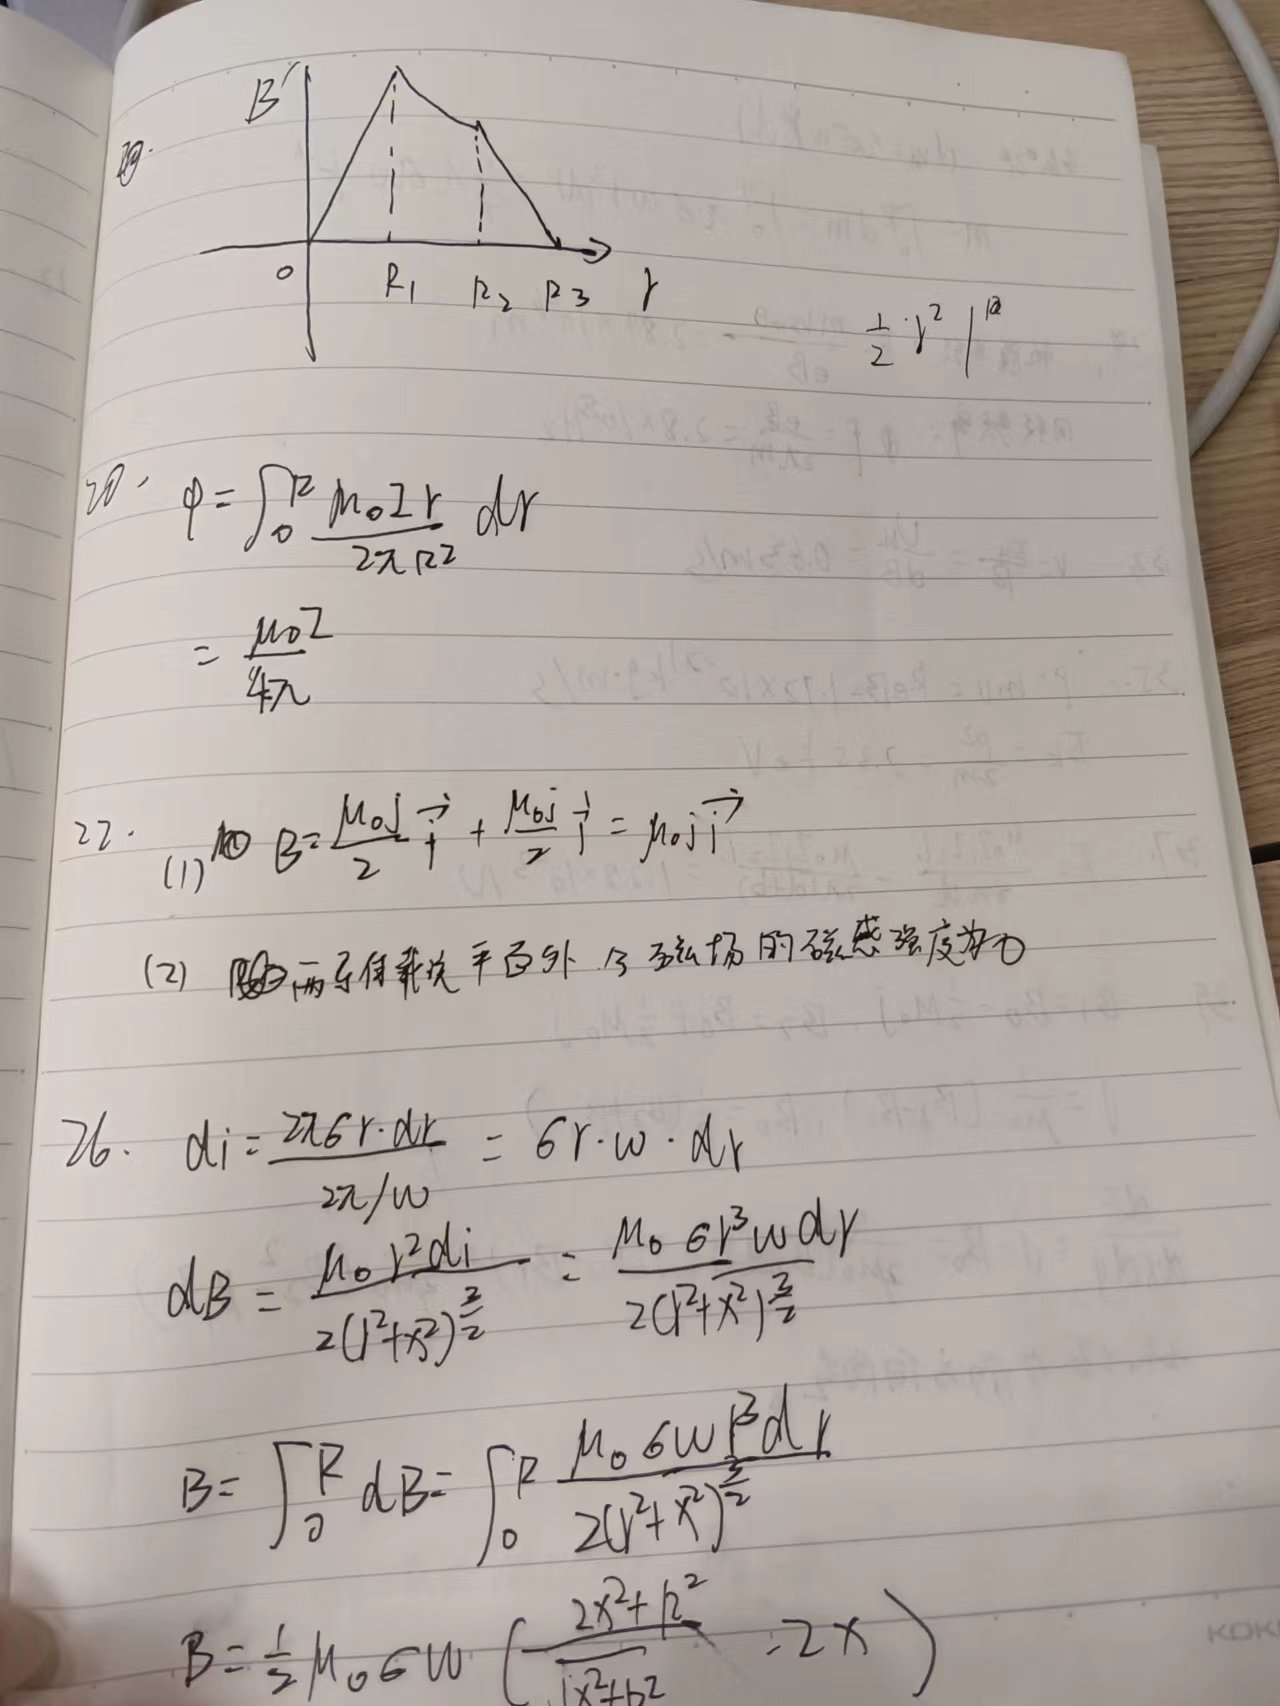 B
19.
O R₁ R₂ R₃ r
½ · r² |ᴿ
20. φ = ∫₀ᴿ μ₀Ir / 2πR² dr
= μ₀I / 4π
22. (1) B = μ₀j/2 i⃗ + μ₀j/2 i⃗ = μ₀j i⃗
(2) 两导体载流平面外 磁场的磁感强度为0
26. di = 2πσr·dr / 2π/ω = σr·ω·dr
dB = μ₀r²di / 2(r²+x²)^(3/2) = μ₀σr³ωdr / 2(r²+x²)^(3/2)
B = ∫₀ᴿ dB = ∫₀ᴿ μ₀σωr³dr / 2(r²+x²)^(3/2)
B = ½ μ₀σω ( 2x²+R² / √x²+R² - 2x )